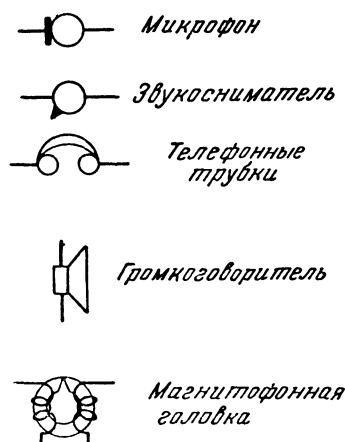 Микрофон
Звукосниматель
Телефонные
трубки
Громкоговоритель
Магнитофонная
головка